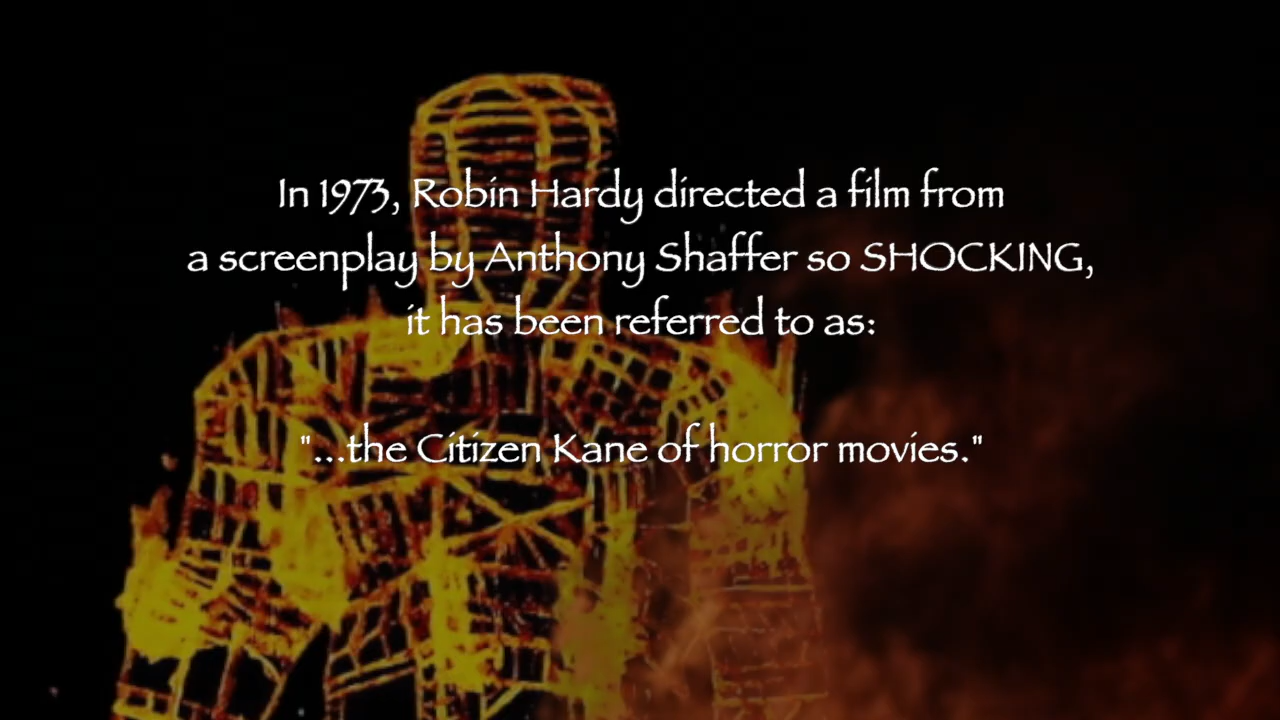 In 1973, Robin Hardy directed a film from
a screenplay by Anthony Shaffer so SHOCKING,
it has been referred to as:
"...the Citizen Kane of horror movies."